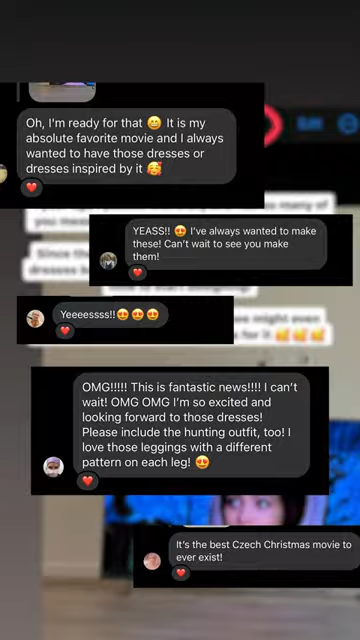 Edit
Oh, I'm ready for that 😄 It is my
absolute favorite movie and I always
wanted to have those dresses or
dresses inspired by it 🥰
YEASS!! 😍 I've always wanted to make
these! Can't wait to see you make
them!
Yeeeessss!!😍😍😍
OMG!!!!! This is fantastic news!!!! I can't
wait! OMG OMG I'm so excited and
looking forward to those dresses!
Please include the hunting outfit, too! I
love those leggings with a different
pattern on each leg! 😍
It's the best Czech Christmas movie to
ever exist!